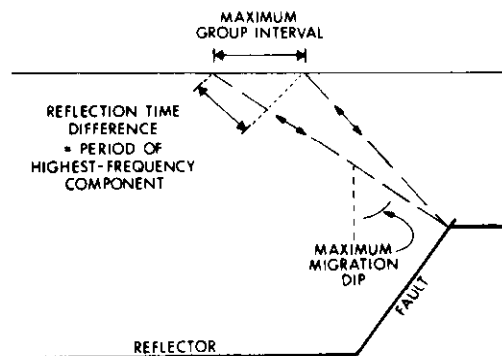 MAXIMUM
GROUP INTERVAL
REFLECTION TIME
DIFFERENCE
= PERIOD OF
HIGHEST-FREQUENCY
COMPONENT
MAXIMUM
MIGRATION
DIP
FAULT
REFLECTOR